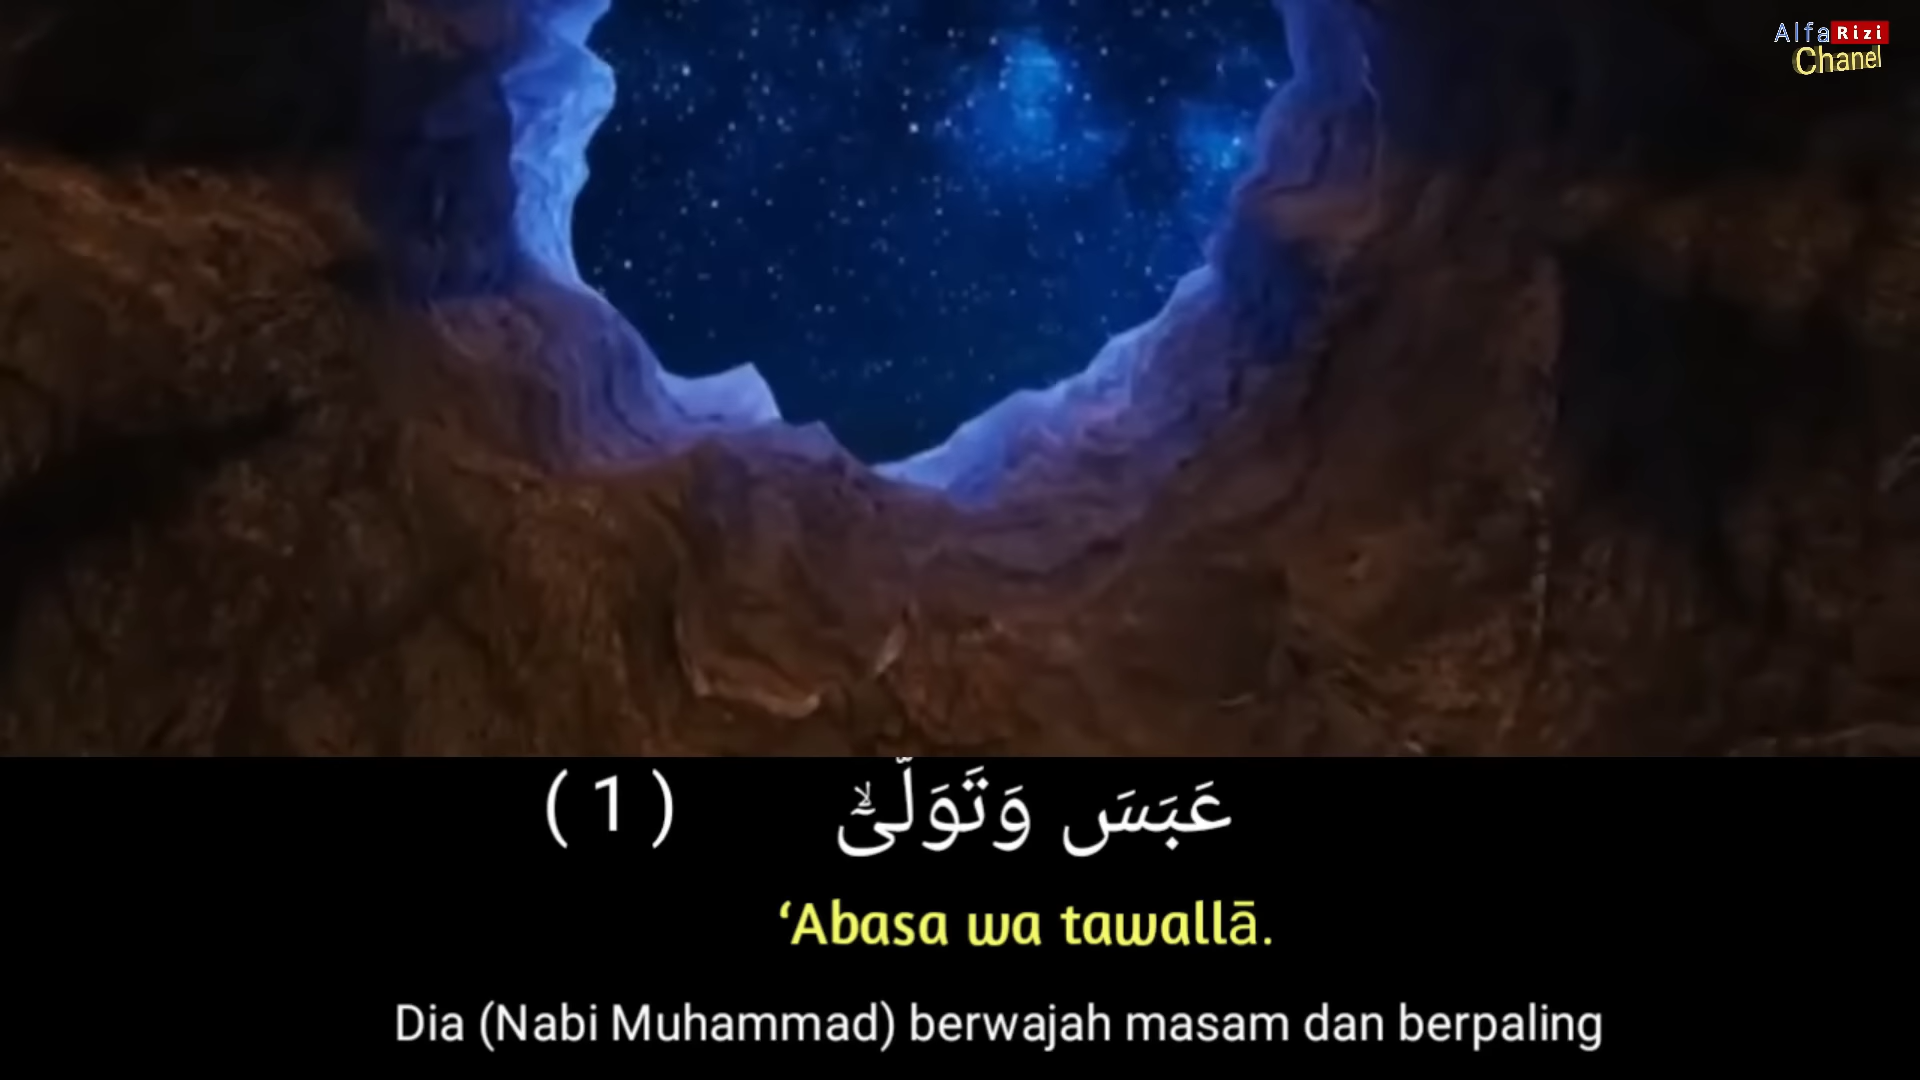 Alfa Rizi
Chanel
عَبَسَ وَتَوَلّٰىٓۙ (1)
‘Abasa wa tawallā.
Dia (Nabi Muhammad) berwajah masam dan berpaling